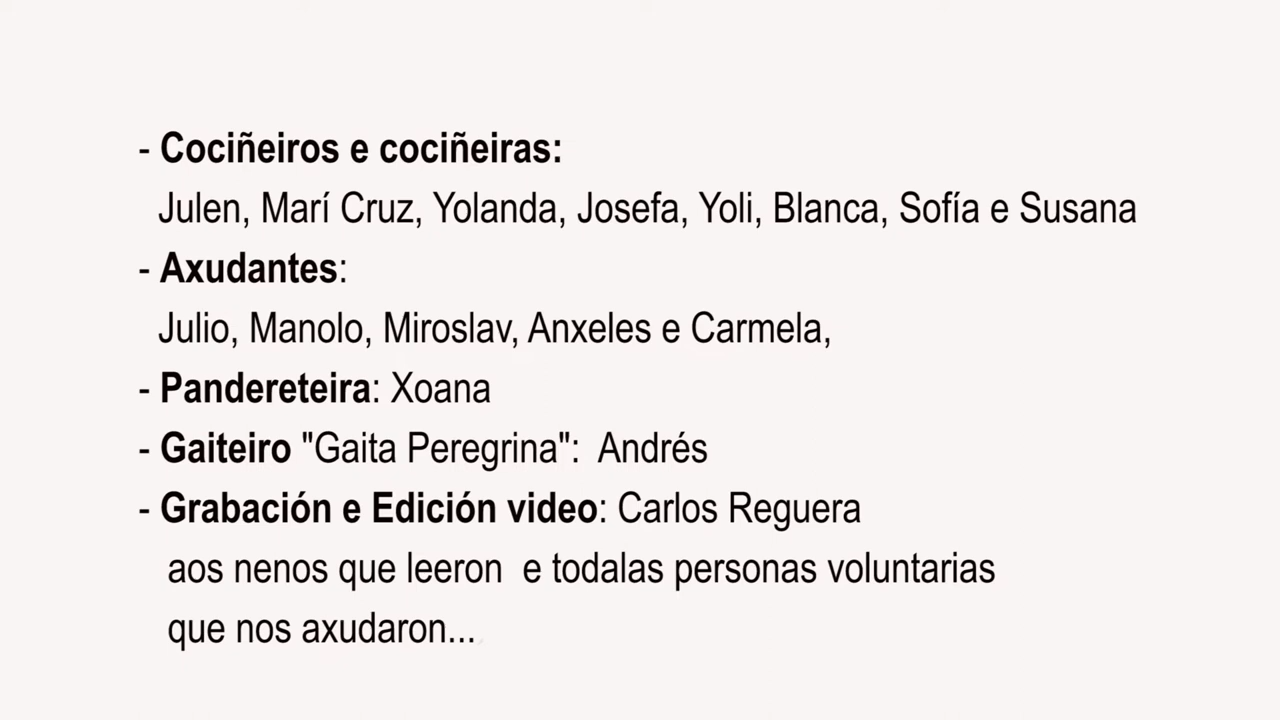 - Cociñeiros e cociñeiras:
Julen, Marí Cruz, Yolanda, Josefa, Yoli, Blanca, Sofía e Susana
- Axudantes:
Julio, Manolo, Miroslav, Anxeles e Carmela,
- Pandereteira: Xoana
- Gaiteiro "Gaita Peregrina": Andrés
- Grabación e Edición video: Carlos Reguera
aos nenos que leeron e todalas personas voluntarias
que nos axudaron...